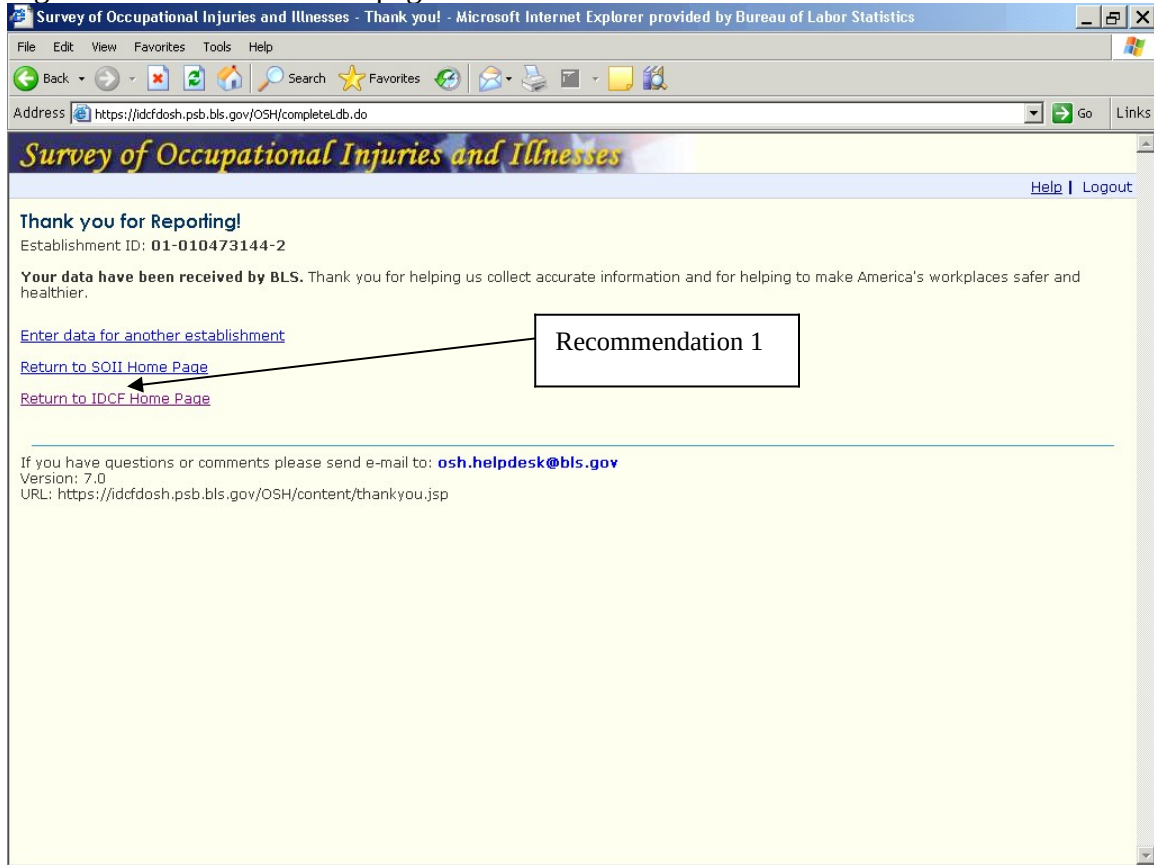 Survey of Occupational Injuries and Illnesses - Thank you! - Microsoft Internet Explorer provided by Bureau of Labor Statistics
File Edit View Favorites Tools Help
Back Search Favorites
Address https://idcfdosh.psb.bls.gov/OSH/completeLdb.do Go Links
Survey of Occupational Injuries and Illnesses
Help | Logout
Thank you for Reporting!
Establishment ID: 01-010473144-2
Your data have been received by BLS. Thank you for helping us collect accurate information and for helping to make America's workplaces safer and
healthier.
Enter data for another establishment
Recommendation 1
Return to SOII Home Page
Return to IDCF Home Page
If you have questions or comments please send e-mail to: osh.helpdesk@bls.gov
Version: 7.0
URL: https://idcfdosh.psb.bls.gov/OSH/content/thankyou.jsp